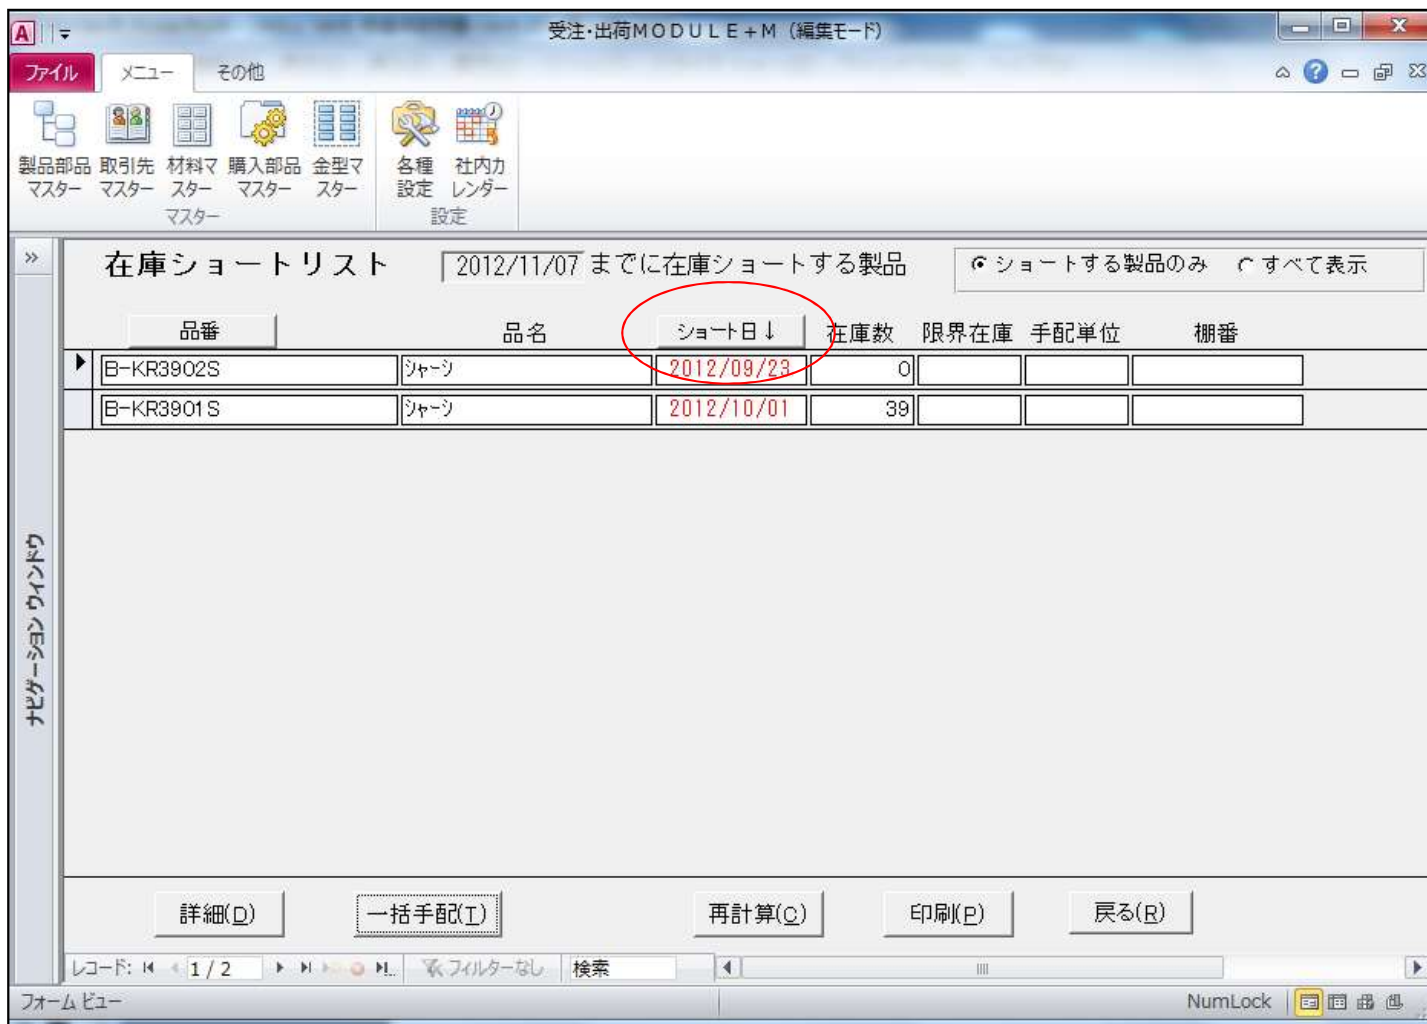 受注・出荷MODULE+M (編集モード)
ファイル メニュー その他
製品部品マスター 取引先マスター 材料マスター 購入部品マスター 金型マスター 各種設定 社内カレンダー
マスター 設定
在庫ショートリスト 2012/11/07 までに在庫ショートする製品 ショートする製品のみ すべて表示
品番 品名 ショート日↓ 在庫数 限界在庫 手配単位 棚番
B-KR3902S シャーシ 2012/09/23 0
B-KR3901S シャーシ 2012/10/01 39
ナビゲーション ウィンドウ
詳細(D) 一括手配(T) 再計算(C) 印刷(P) 戻る(R)
レコード: 1 / 2 フィルターなし 検索
フォーム ビュー NumLock